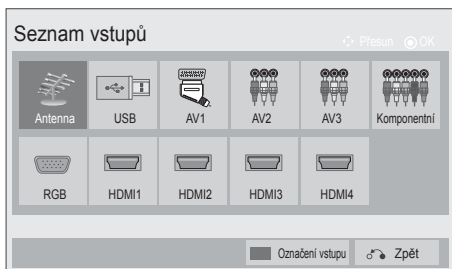 Seznam vstupů
Přesun OK
Antenna USB AV1 AV2 AV3 Komponentní
RGB HDMI1 HDMI2 HDMI3 HDMI4
Označení vstupu Zpět